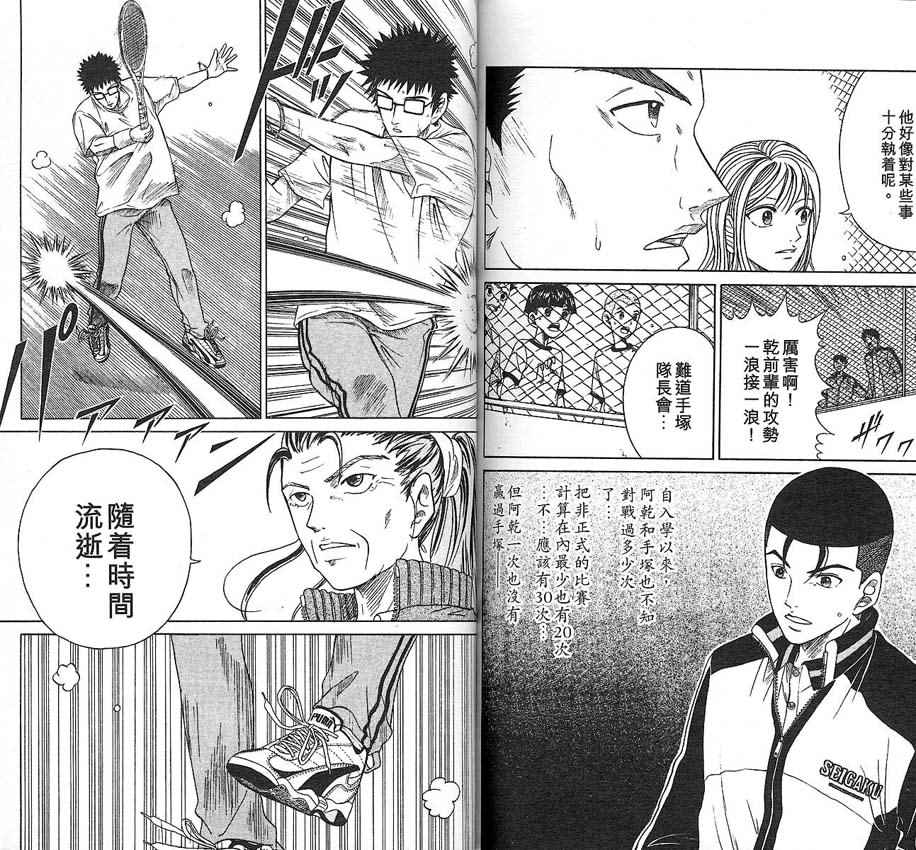 他好像對某些事
十分執着呢。
厲害啊！
乾前輩的攻勢
一浪接一浪！
難道手塚
隊長會…
自入學以來，
阿乾和手塚也不知
對戰過多少次
了…
把非正式的比賽
計算在內最少也有20次
…不…應該有30次…
但阿乾一次也沒有
贏過手塚——
SEIGAKU
隨着時間
流逝…
PUMA